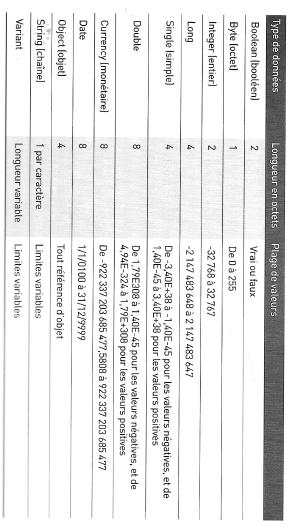 Type de données Longueur en octets Plage de valeurs
Boolean (booléen) 2 Vrai ou faux
Byte (octet) 1 De 0 à 255
Integer (entier) 2 -32 768 à 32 767
Long 4 -2 147 483 648 à 2 147 483 647
Single (simple) 4 De -3,40E+38 à -1,40E-45 pour les valeurs négatives, et de
1,40E-45 à 3,40E+38 pour les valeurs positives
Double 8 De 1,79E308 à 1,40E-45 pour les valeurs négatives, et de
4,94E-324 à 1,79E+308 pour les valeurs positives
Currency (monétaire) 8 De -922 337 203 685 477,5808 à 922 337 203 685 477
Date 8 1/1/0100 à 31/12/9999
Object (objet) 4 Tout référence d'objet
String (chaîne) 1 par caractère Limites variables
Variant Longueur variable Limites variables